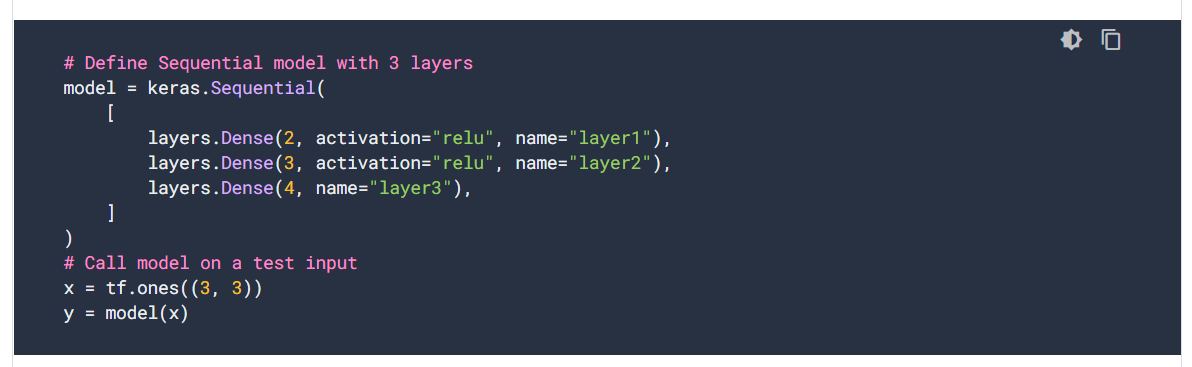 # Define Sequential model with 3 layers
model = keras.Sequential(
    [
        layers.Dense(2, activation="relu", name="layer1"),
        layers.Dense(3, activation="relu", name="layer2"),
        layers.Dense(4, name="layer3"),
    ]
)
# Call model on a test input
x = tf.ones((3, 3))
y = model(x)